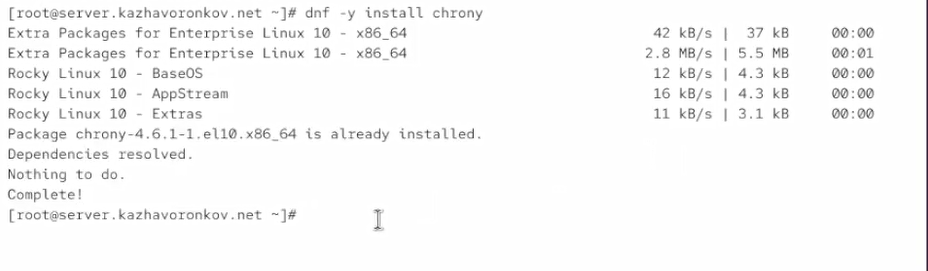 [root@server.kazhavoronkov.net ~]# dnf -y install chrony
Extra Packages for Enterprise Linux 10 - x86_64 42 kB/s | 37 kB 00:00
Extra Packages for Enterprise Linux 10 - x86_64 2.8 MB/s | 5.5 MB 00:01
Rocky Linux 10 - BaseOS 12 kB/s | 4.3 kB 00:00
Rocky Linux 10 - AppStream 16 kB/s | 4.3 kB 00:00
Rocky Linux 10 - Extras 11 kB/s | 3.1 kB 00:00
Package chrony-4.6.1-1.el10.x86_64 is already installed.
Dependencies resolved.
Nothing to do.
Complete!
[root@server.kazhavoronkov.net ~]#